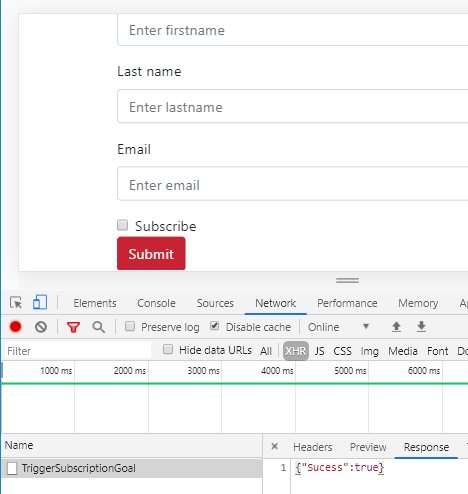 Enter firstname
Last name
Enter lastname
Email
Enter email
Subscribe
Submit
Elements Console Sources Network Performance Memory
Preserve log Disable cache Online
Filter Hide data URLs All XHR JS CSS Img Media Font
1000 ms 2000 ms 3000 ms 4000 ms 5000 ms 6000 ms
Name × Headers Preview Response
TriggerSubscriptionGoal 1 {"Sucess":true}